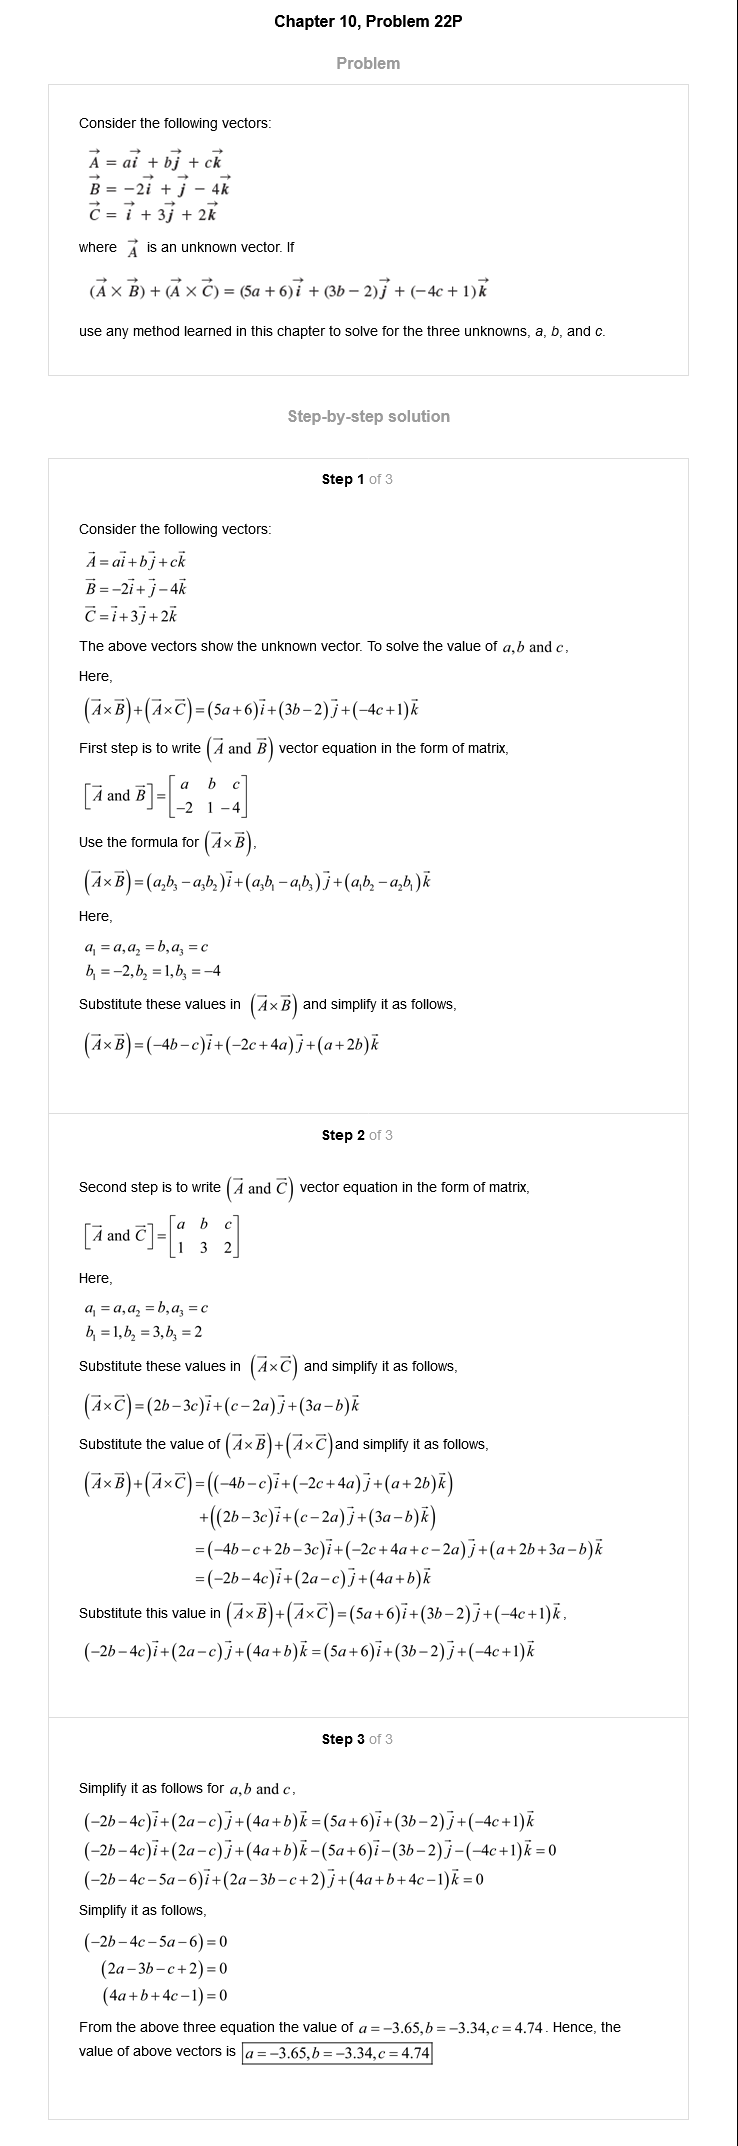 Chapter 10, Problem 22P
Problem
Consider the following vectors:
$\vec{A} = a\vec{i} + b\vec{j} + c\vec{k}$
$\vec{B} = -2\vec{i} + \vec{j} - 4\vec{k}$
$\vec{C} = \vec{i} + 3\vec{j} + 2\vec{k}$
where $\vec{A}$ is an unknown vector. If
$(\vec{A} \times \vec{B}) + (\vec{A} \times \vec{C}) = (5a + 6)\vec{i} + (3b - 2)\vec{j} + (-4c + 1)\vec{k}$
use any method learned in this chapter to solve for the three unknowns, a, b, and c.
Step-by-step solution
Step 1 of 3
Consider the following vectors:
$\vec{A} = a\vec{i} + b\vec{j} + c\vec{k}$
$\vec{B} = -2\vec{i} + \vec{j} - 4\vec{k}$
$\vec{C} = \vec{i} + 3\vec{j} + 2\vec{k}$
The above vectors show the unknown vector. To solve the value of $a, b$ and $c$,
Here,
$(\vec{A} \times \vec{B}) + (\vec{A} \times \vec{C}) = (5a+6)\vec{i} + (3b-2)\vec{j} + (-4c+1)\vec{k}$
First step is to write $(\vec{A} \text{ and } \vec{B})$ vector equation in the form of matrix,
$[\vec{A} \text{ and } \vec{B}] = \begin{bmatrix} a & b & c \\ -2 & 1 & -4 \end{bmatrix}$
Use the formula for $(\vec{A} \times \vec{B})$,
$(\vec{A} \times \vec{B}) = (a_2b_3 - a_3b_2)\vec{i} + (a_3b_1 - a_1b_3)\vec{j} + (a_1b_2 - a_2b_1)\vec{k}$
Here,
$a_1 = a, a_2 = b, a_3 = c$
$b_1 = -2, b_2 = 1, b_3 = -4$
Substitute these values in $(\vec{A} \times \vec{B})$ and simplify it as follows,
$(\vec{A} \times \vec{B}) = (-4b-c)\vec{i} + (-2c+4a)\vec{j} + (a+2b)\vec{k}$
Step 2 of 3
Second step is to write $(\vec{A} \text{ and } \vec{C})$ vector equation in the form of matrix,
$[\vec{A} \text{ and } \vec{C}] = \begin{bmatrix} a & b & c \\ 1 & 3 & 2 \end{bmatrix}$
Here,
$a_1 = a, a_2 = b, a_3 = c$
$b_1 = 1, b_2 = 3, b_3 = 2$
Substitute these values in $(\vec{A} \times \vec{C})$ and simplify it as follows,
$(\vec{A} \times \vec{C}) = (2b-3c)\vec{i} + (c-2a)\vec{j} + (3a-b)\vec{k}$
Substitute the value of $(\vec{A} \times \vec{B}) + (\vec{A} \times \vec{C})$ and simplify it as follows,
$(\vec{A} \times \vec{B}) + (\vec{A} \times \vec{C}) = ((-4b-c)\vec{i} + (-2c+4a)\vec{j} + (a+2b)\vec{k})$
$+ ((2b-3c)\vec{i} + (c-2a)\vec{j} + (3a-b)\vec{k})$
$= (-4b-c+2b-3c)\vec{i} + (-2c+4a+c-2a)\vec{j} + (a+2b+3a-b)\vec{k}$
$= (-2b-4c)\vec{i} + (2a-c)\vec{j} + (4a+b)\vec{k}$
Substitute this value in $(\vec{A} \times \vec{B}) + (\vec{A} \times \vec{C}) = (5a+6)\vec{i} + (3b-2)\vec{j} + (-4c+1)\vec{k}$,
$(-2b-4c)\vec{i} + (2a-c)\vec{j} + (4a+b)\vec{k} = (5a+6)\vec{i} + (3b-2)\vec{j} + (-4c+1)\vec{k}$
Step 3 of 3
Simplify it as follows for $a, b$ and $c$,
$(-2b-4c)\vec{i} + (2a-c)\vec{j} + (4a+b)\vec{k} = (5a+6)\vec{i} + (3b-2)\vec{j} + (-4c+1)\vec{k}$
$(-2b-4c)\vec{i} + (2a-c)\vec{j} + (4a+b)\vec{k} - (5a+6)\vec{i} - (3b-2)\vec{j} - (-4c+1)\vec{k} = 0$
$(-2b-4c-5a-6)\vec{i} + (2a-3b-c+2)\vec{j} + (4a+b+4c-1)\vec{k} = 0$
Simplify it as follows,
$(-2b-4c-5a-6) = 0$
$(2a-3b-c+2) = 0$
$(4a+b+4c-1) = 0$
From the above three equation the value of $a = -3.65, b = -3.34, c = 4.74$. Hence, the
value of above vectors is $\boxed{a = -3.65, b = -3.34, c = 4.74}$